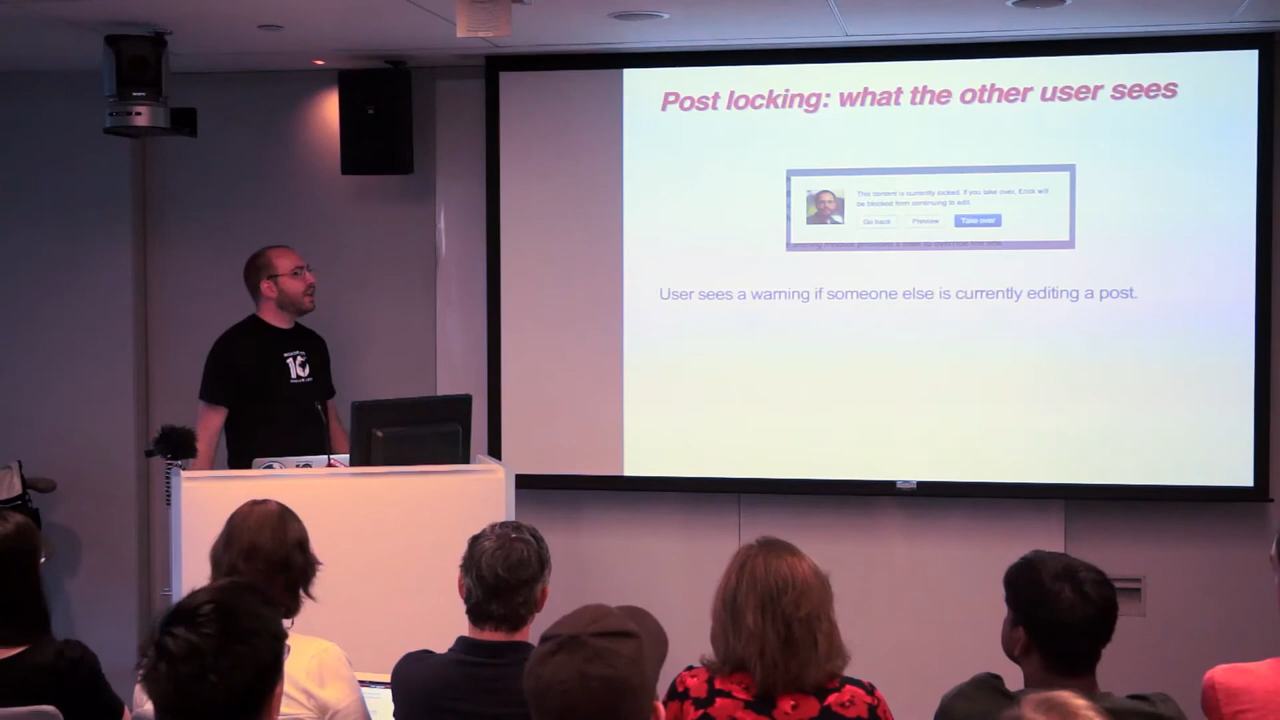 Post locking: what the other user sees
This content is currently locked. If you take over, Erick will
be blocked from continuing to edit.
Go back
Preview
Take over
User sees a warning if someone else is currently editing a post.
10